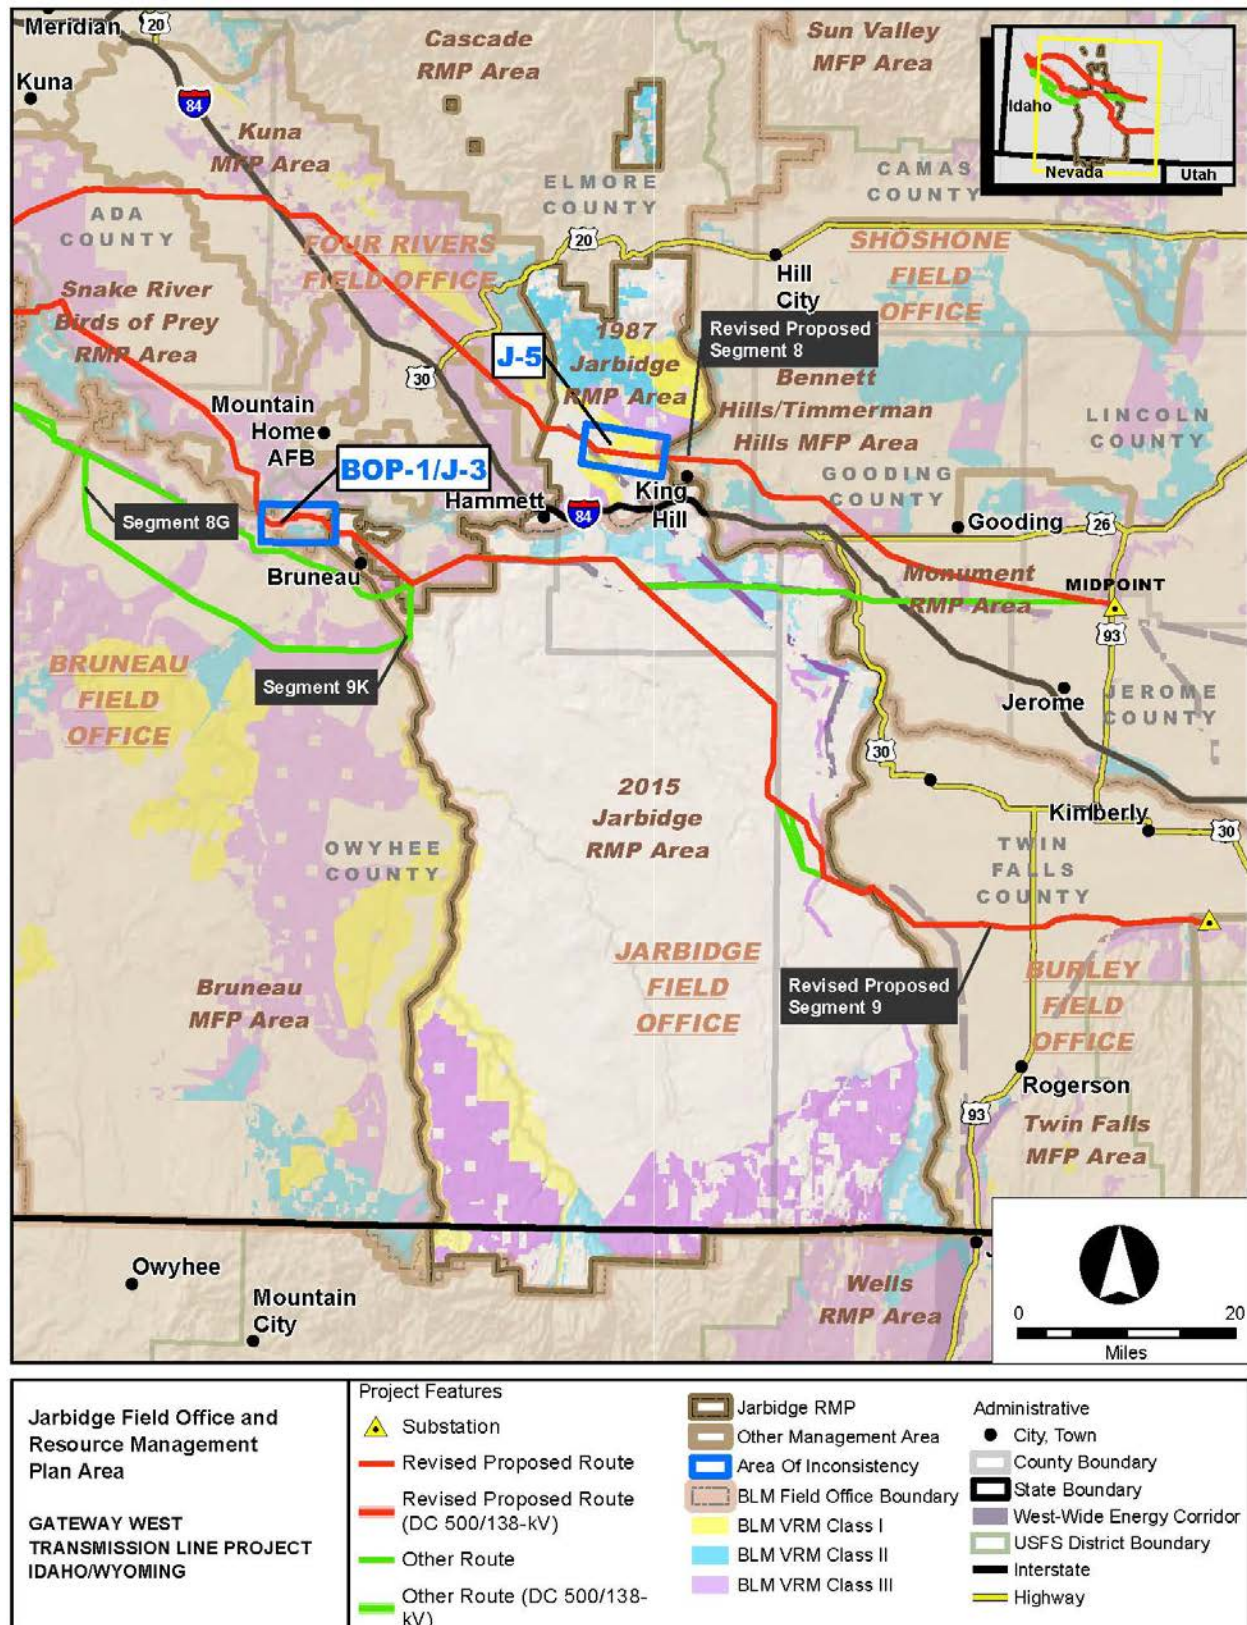 Meridian
20
Cascade
RMP Area
Sun Valley
MFP Area
Kuna
84
Idaho
Nevada
Utah
Kuna
MFP Area
ELMORE
COUNTY
CAMAS
COUNTY
ADA
COUNTY
FOUR RIVERS
FIELD OFFICE
20
SHOSHONE
FIELD
OFFICE
Hill
City
Snake River
Birds of Prey
RMP Area
1987
Jarbidge
RMP Area
J-5
Revised Proposed
Segment 8
30
Bennett
Hills/Timmerman
Hills MFP Area
Mountain
Home
AFB
LINCOLN
COUNTY
BOP-1/J-3
GOODING
COUNTY
King
Hill
Hammett
84
Segment 8G
Gooding
26
Bruneau
Monument
RMP Area
MIDPOINT
93
BRUNEAU
FIELD
OFFICE
Segment 9K
Jerome
JEROME
COUNTY
30
2015
Jarbidge
RMP Area
Kimberly
30
OWYHEE
COUNTY
TWIN
FALLS
COUNTY
JARBIDGE
FIELD
OFFICE
Revised Proposed
Segment 9
BURLEY
FIELD
OFFICE
Bruneau
MFP Area
Rogerson
93
Twin Falls
MFP Area
Owyhee
Mountain
City
Wells
RMP Area
0 20
Miles
Jarbidge Field Office and
Resource Management
Plan Area
GATEWAY WEST
TRANSMISSION LINE PROJECT
IDAHO/WYOMING
Project Features
Substation
Revised Proposed Route
Revised Proposed Route
(DC 500/138-kV)
Other Route
Other Route (DC 500/138-
kV)
Jarbidge RMP
Other Management Area
Area Of Inconsistency
BLM Field Office Boundary
BLM VRM Class I
BLM VRM Class II
BLM VRM Class III
Administrative
City, Town
County Boundary
State Boundary
West-Wide Energy Corridor
USFS District Boundary
Interstate
Highway